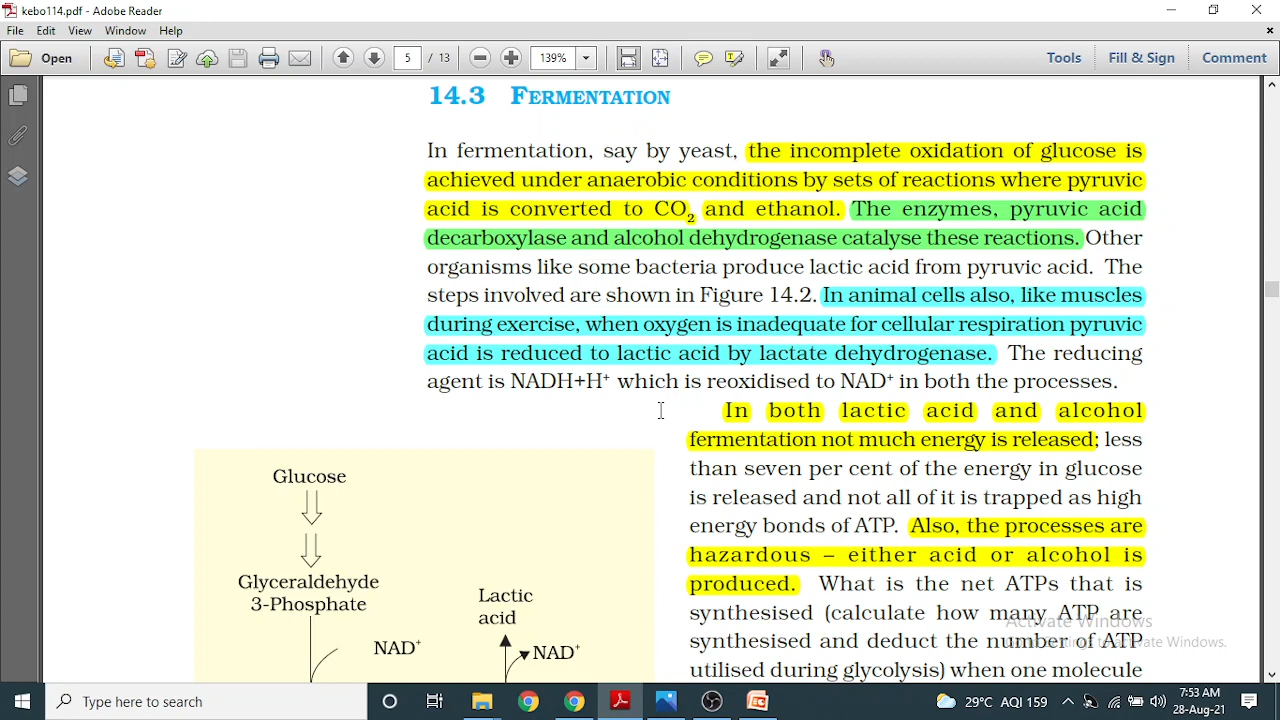 kebo114.pdf - Adobe Reader
File Edit View Window Help
Open 5 / 13 139% Tools Fill & Sign Comment
14.3 FERMENTATION
In fermentation, say by yeast, the incomplete oxidation of glucose is
achieved under anaerobic conditions by sets of reactions where pyruvic
acid is converted to CO₂ and ethanol. The enzymes, pyruvic acid
decarboxylase and alcohol dehydrogenase catalyse these reactions. Other
organisms like some bacteria produce lactic acid from pyruvic acid. The
steps involved are shown in Figure 14.2. In animal cells also, like muscles
during exercise, when oxygen is inadequate for cellular respiration pyruvic
acid is reduced to lactic acid by lactate dehydrogenase. The reducing
agent is NADH+H⁺ which is reoxidised to NAD⁺ in both the processes.
In both lactic acid and alcohol
fermentation not much energy is released; less
than seven per cent of the energy in glucose
is released and not all of it is trapped as high
energy bonds of ATP. Also, the processes are
hazardous – either acid or alcohol is
produced. What is the net ATPs that is
synthesised (calculate how many ATP are
synthesised and deduct the number of ATP
utilised during glycolysis) when one molecule
Glucose
Glyceraldehyde
3-Phosphate
NAD⁺
Lactic
acid
NAD⁺
Activate Windows
Go to Settings to activate Windows.
Type here to search
29°C AQI 159
7:53 AM
28-Aug-21